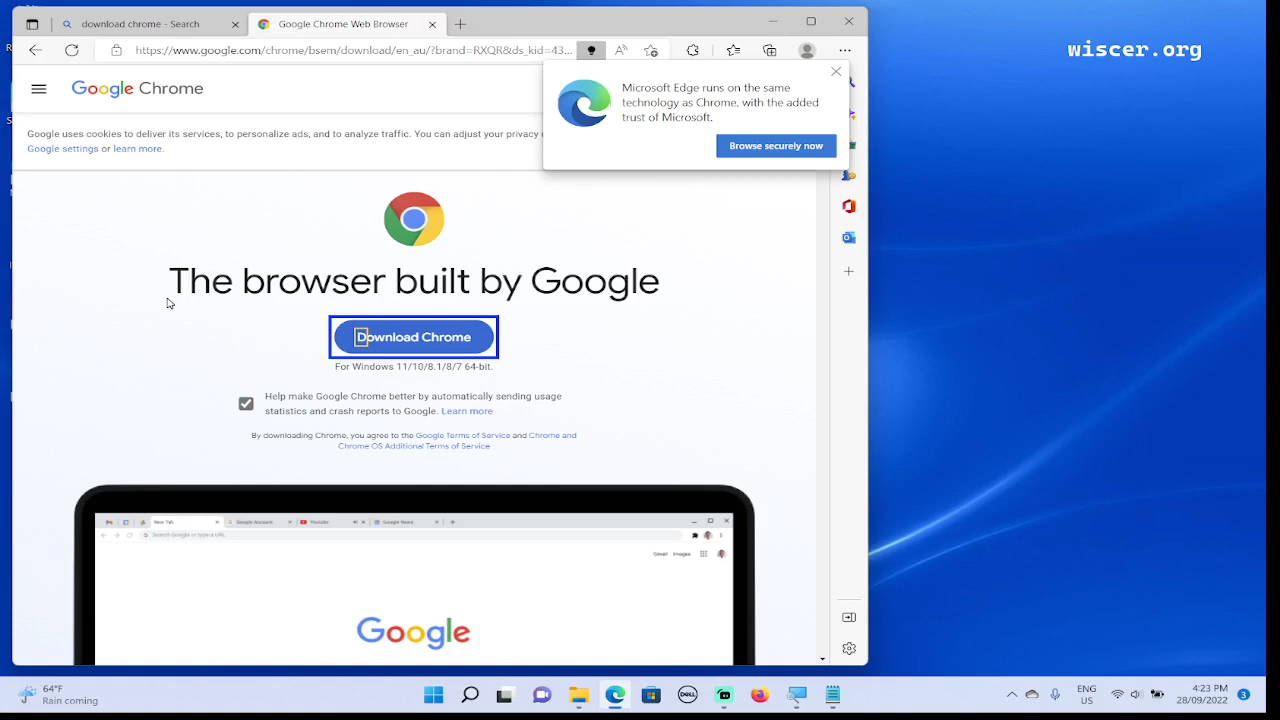 download chrome - Search
Google Chrome Web Browser
https://www.google.com/chrome/bsem/download/en_au/?brand=RXQR&ds_kid=43...
wiscer.org
Google Chrome
Microsoft Edge runs on the same
technology as Chrome, with the added
trust of Microsoft.
Browse securely now
Google uses cookies to deliver its services, to personalize ads, and to analyze traffic. You can adjust your privacy
Google settings or learn more.
The browser built by Google
Download Chrome
For Windows 11/10/8.1/8/7 64-bit.
Help make Google Chrome better by automatically sending usage
statistics and crash reports to Google. Learn more
By downloading Chrome, you agree to the Google Terms of Service and Chrome and
Chrome OS Additional Terms of Service
New Tab
Google Account
Youtube
Google News
Search Google or type a URL
Gmail Images
Google
64°F
Rain coming
DELL
ENG
US
4:23 PM
28/09/2022
3